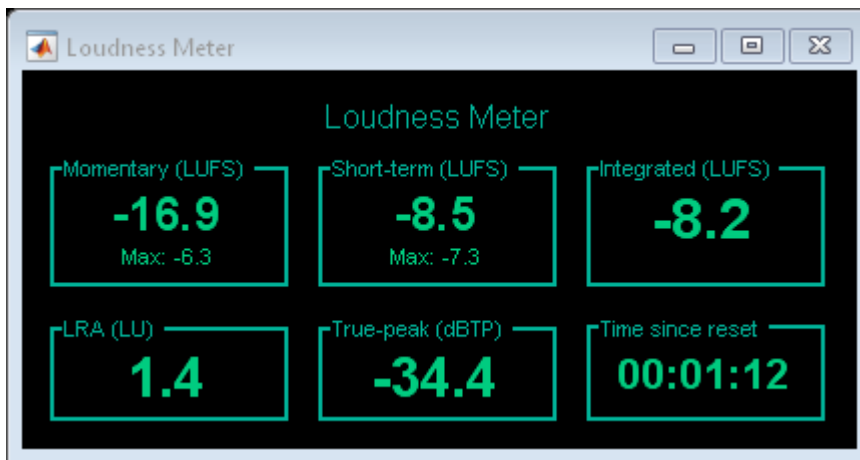 Loudness Meter
Loudness Meter
Momentary (LUFS)
-16.9
Max: -6.3
Short-term (LUFS)
-8.5
Max: -7.3
Integrated (LUFS)
-8.2
LRA (LU)
1.4
True-peak (dBTP)
-34.4
Time since reset
00:01:12